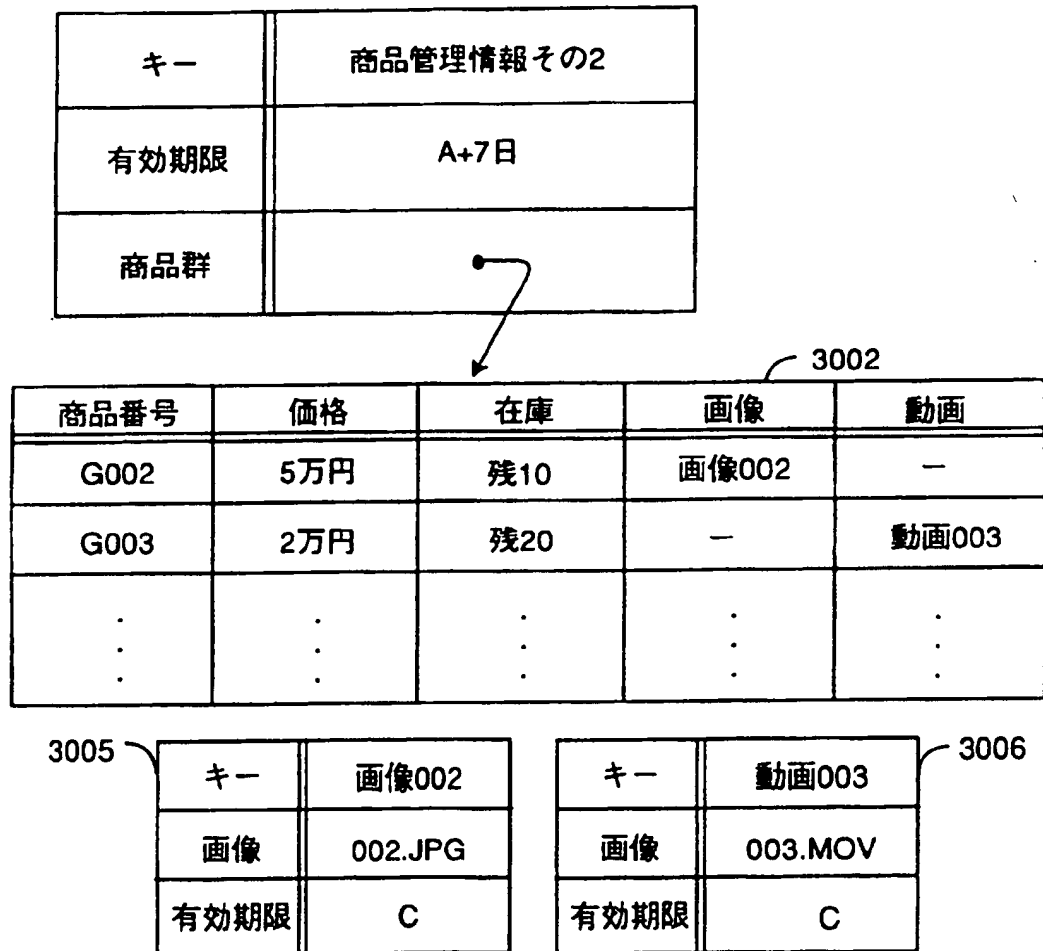 キー 商品管理情報その2
有効期限 A+7日
商品群
3002
商品番号 価格 在庫 画像 動画
G002 5万円 残10 画像002 －
G003 2万円 残20 － 動画003
3005
キー 画像002
画像 002.JPG
有効期限 C
3006
キー 動画003
画像 003.MOV
有効期限 C